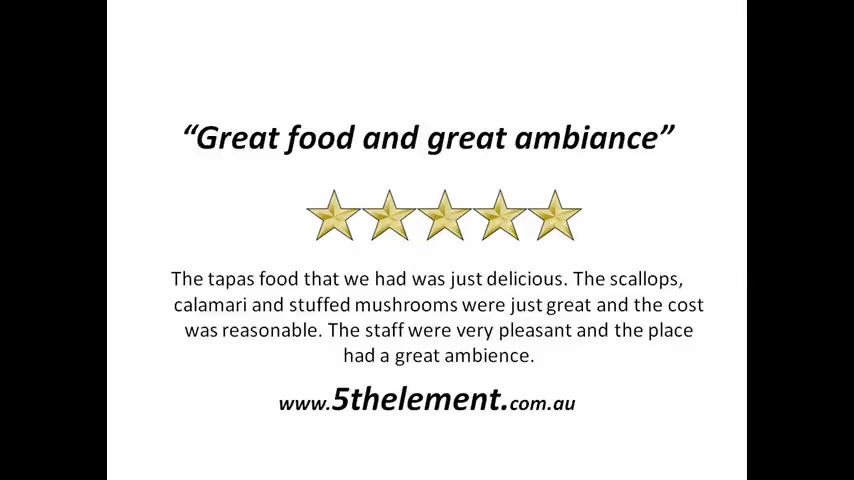 “Great food and great ambiance”
The tapas food that we had was just delicious. The scallops,
calamari and stuffed mushrooms were just great and the cost
was reasonable. The staff were very pleasant and the place
had a great ambience.
www.5thelement.com.au